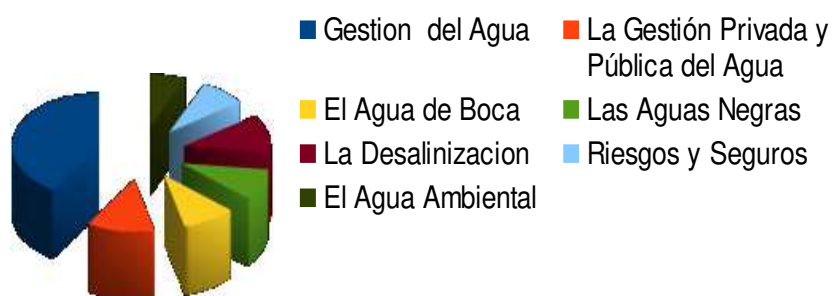 Gestion del Agua
La Gestión Privada y
Pública del Agua
El Agua de Boca
Las Aguas Negras
La Desalinizacion
Riesgos y Seguros
El Agua Ambiental